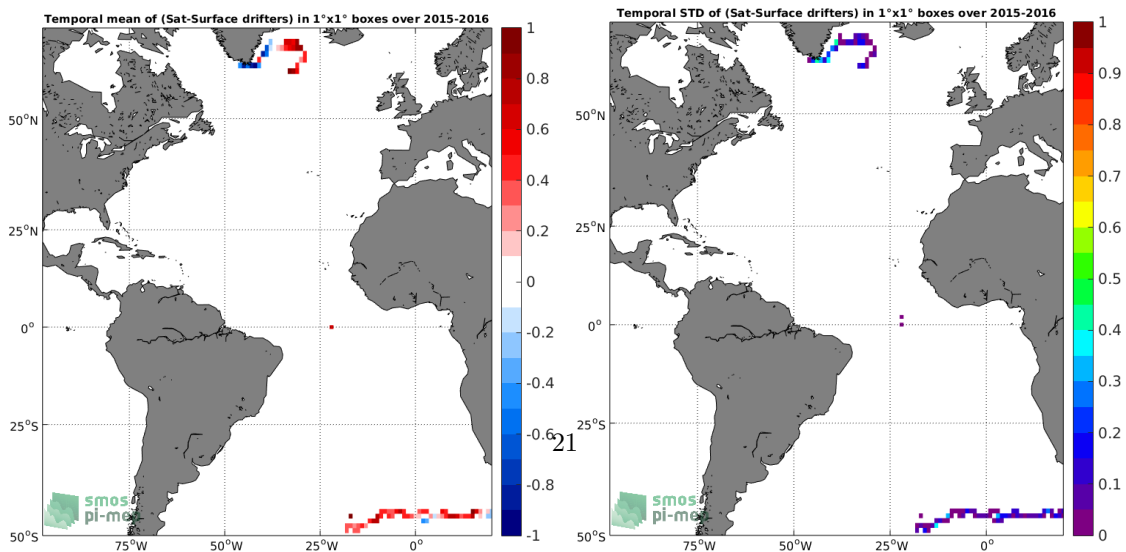 Temporal mean of (Sat-Surface drifters) in 1°x1° boxes over 2015-2016
50°N
25°N
0°
25°S
50°S
75°W
50°W
25°W
0°
1
0.8
0.6
0.4
0.2
0
-0.2
-0.4
-0.6
-0.8
-1
smos
pi-me
21
Temporal STD of (Sat-Surface drifters) in 1°x1° boxes over 2015-2016
50°N
25°N
0°
25°S
50°S
75°W
50°W
25°W
0°
1
0.9
0.8
0.7
0.6
0.5
0.4
0.3
0.2
0.1
0
smos
pi-me